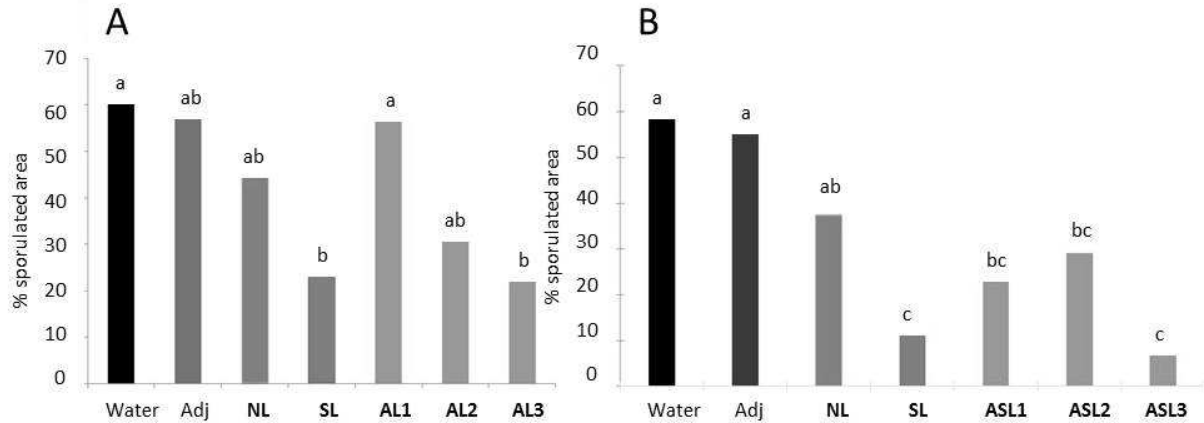 A
% sporulated area
70
60
50
40
30
20
10
0
a
ab
ab
b
a
ab
b
Water Adj NL SL AL1 AL2 AL3
B
% sporulated area
70
60
50
40
30
20
10
0
a
a
ab
c
bc
bc
c
Water Adj NL SL ASL1 ASL2 ASL3